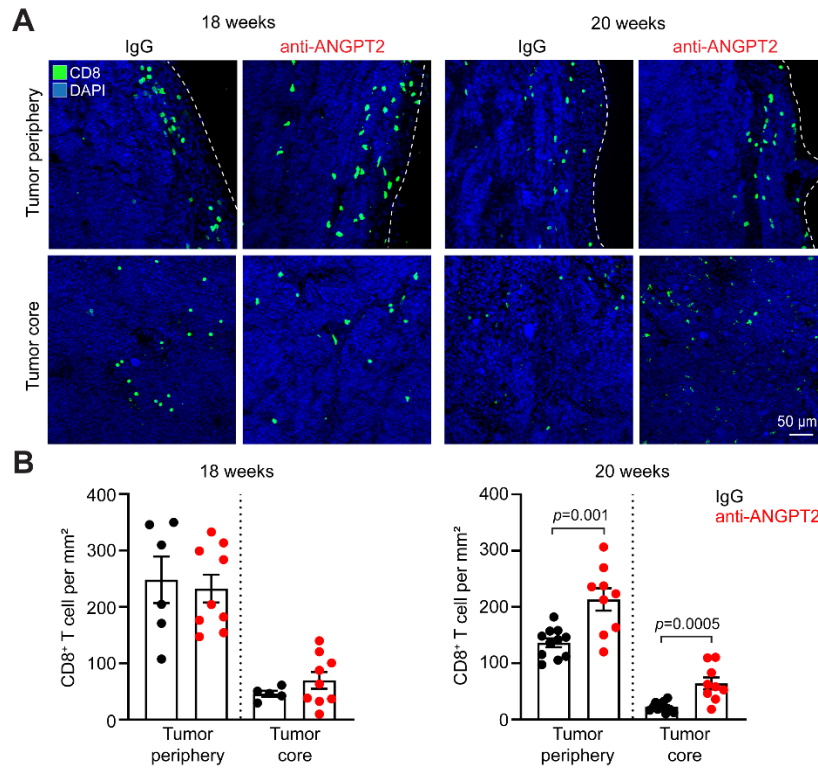 A
18 weeks
20 weeks
IgG
anti-ANGPT2
IgG
anti-ANGPT2
CD8
DAPI
Tumor periphery
Tumor core
50 µm
B
18 weeks
CD8⁺ T cell per mm²
400
300
200
100
0
Tumor
periphery
Tumor
core
20 weeks
IgG
anti-ANGPT2
CD8⁺ T cell per mm²
400
300
200
100
0
p=0.001
p=0.0005
Tumor
periphery
Tumor
core